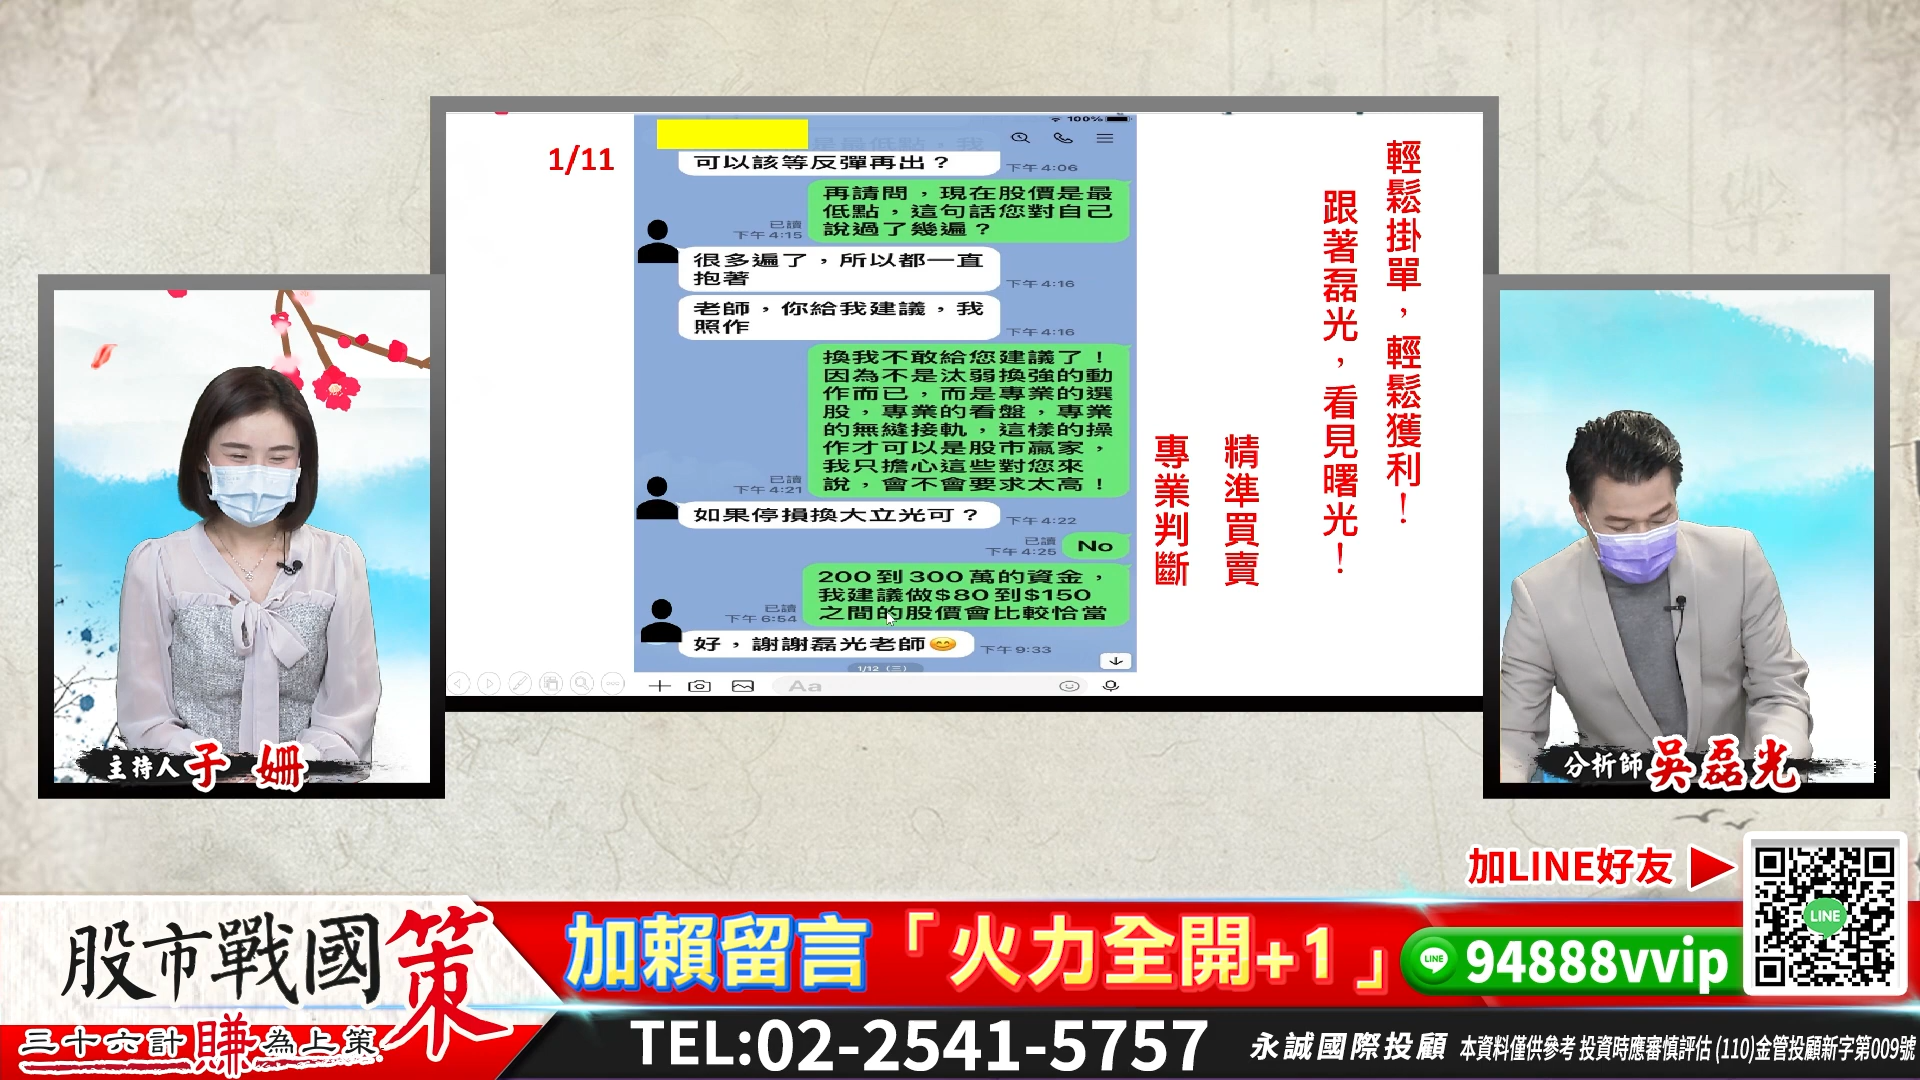 1/11
100%
可以該等反彈再出？
下午4:06
再請問，現在股價是最
低點，這句話您對自己
說過了幾遍？
已讀
下午4:15
很多遍了，所以都一直
抱著
下午4:16
老師，你給我建議，我
照作
下午4:16
換我不敢給您建議了！
因為不是汰弱換強的動
作而已，而是專業的選
股，專業的看盤，專業
的無縫接軌，這樣的操
作才可以是股市贏家，
我只擔心這些對您來
說，會不會要求太高！
已讀
下午4:21
如果停損換大立光可？
下午4:22
No
已讀
下午4:25
200到300萬的資金，
我建議做$80到$150
之間的股價會比較恰當
已讀
下午6:54
好，謝謝磊光老師😊
下午9:33
1/12（三）
Aa
輕鬆掛單，輕鬆獲利！
跟著磊光，看見曙光！
精準買賣
專業判斷
主持人子姍
分析師吳磊光
加LINE好友
LINE
股市戰國策
三十六計賺為上策
加賴留言「火力全開+1」
LINE
94888vvip
TEL:02-2541-5757
永誠國際投顧
本資料僅供參考 投資時應審慎評估 (110)金管投顧新字第009號